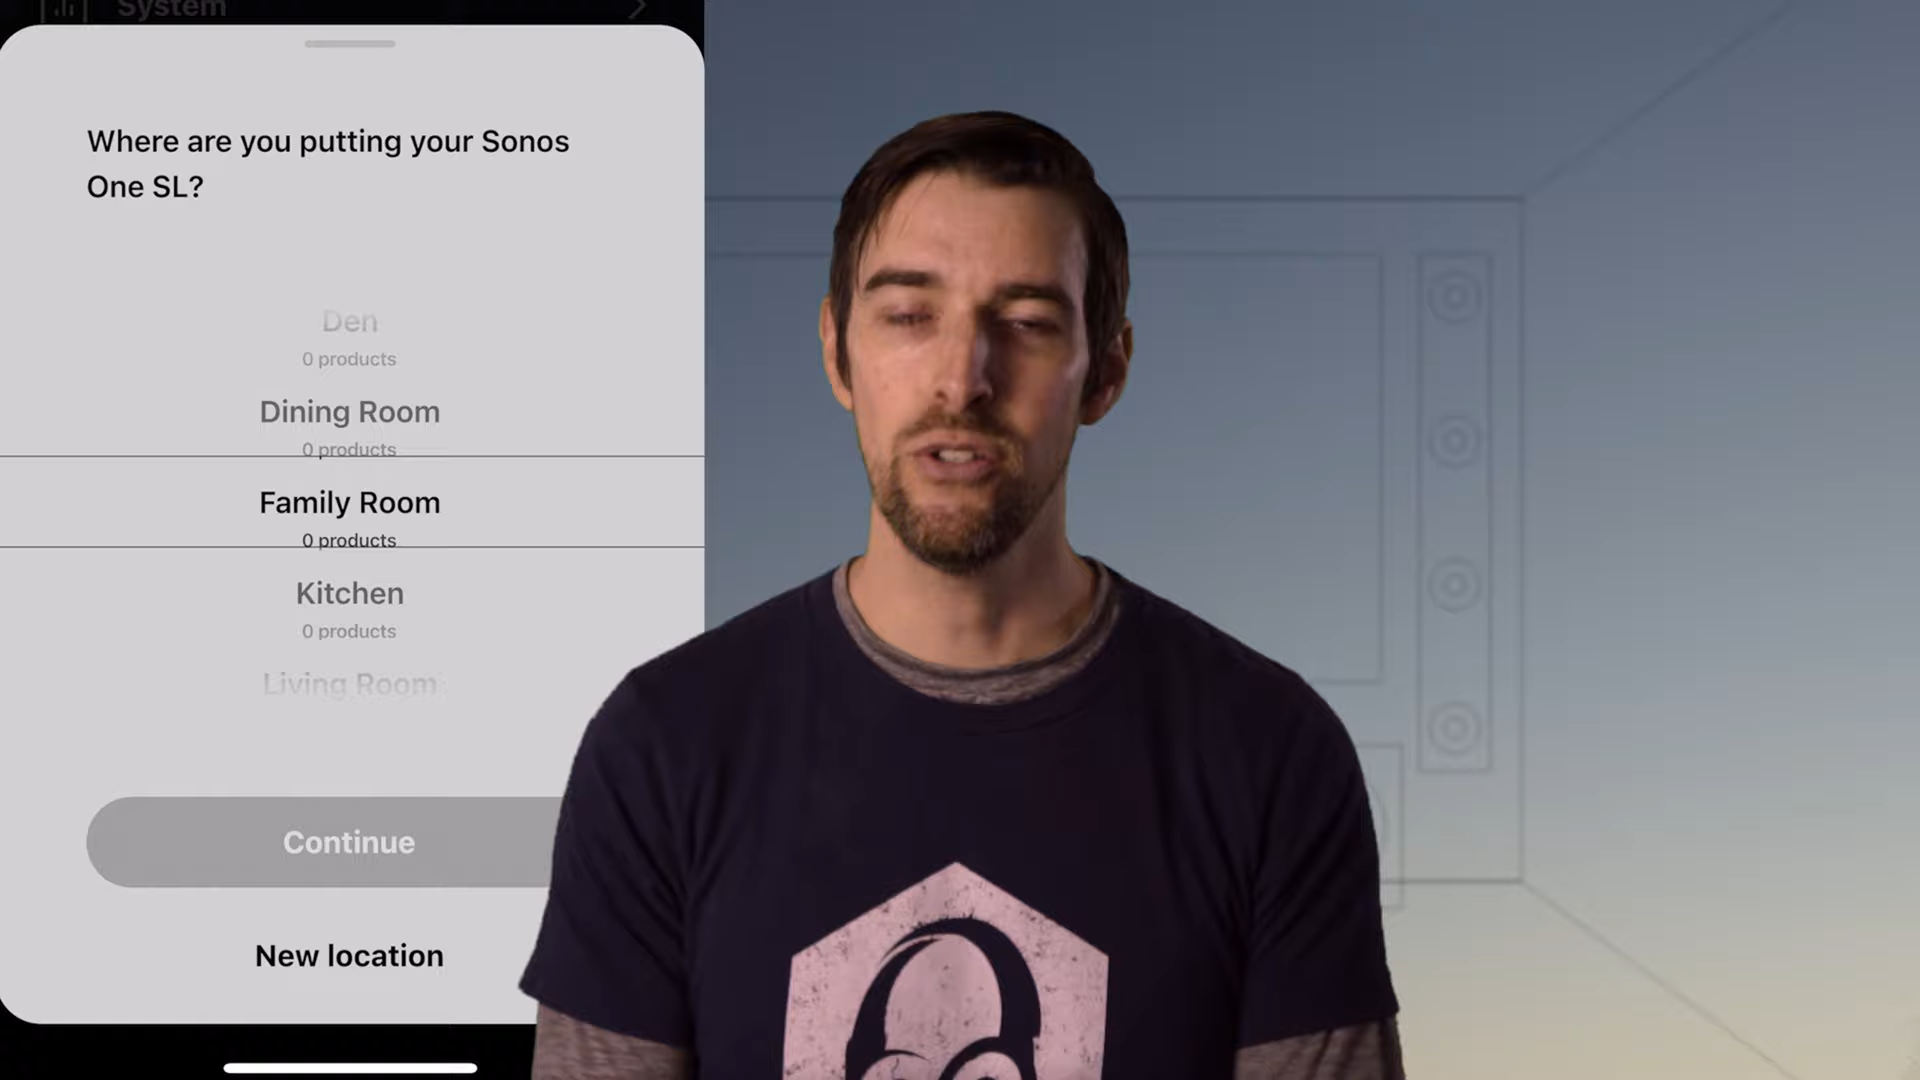 System
Where are you putting your Sonos
One SL?
Den
0 products
Dining Room
0 products
Family Room
0 products
Kitchen
0 products
Living Room
Continue
New location